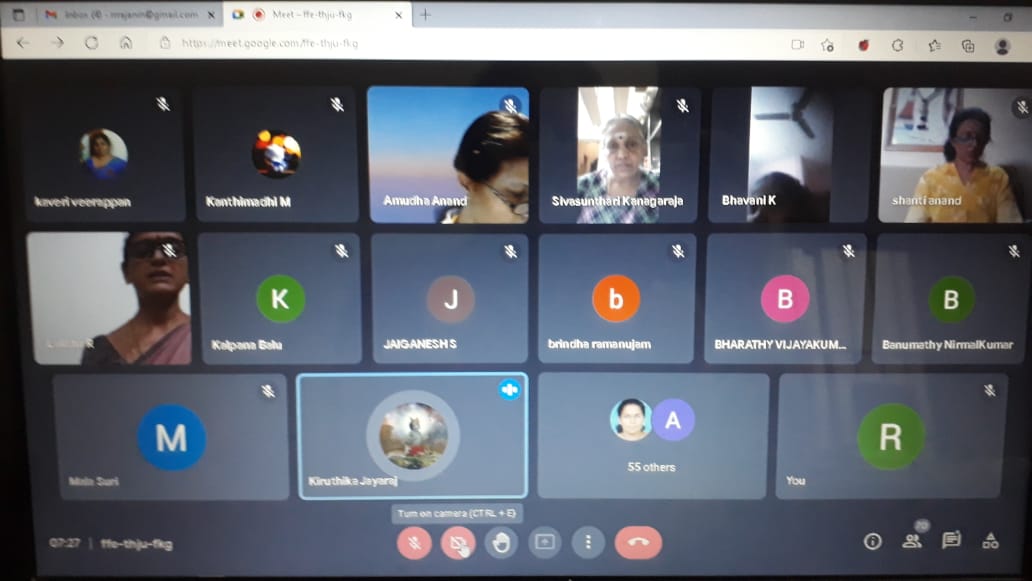 Inbox (4) - mrajanin@gmail.com
Meet – ffe-thju-fkg
https://meet.google.com/ffe-thju-fkg
kaveri veerappan
Kanthimadhi M
Amudha Anand
Sivasunthari Kanagaraja
Bhavani K
shanti anand
R
K
Kalpana Balu
J
JAIGANESH S
b
brindha ramanujam
B
BHARATHY VIJAYAKUM...
B
Banumathy NirmalKumar
M
Mala Suri
Kiruthika Jayaraj
A
55 others
R
You
Turn on camera (CTRL + E)
07:27 | ffe-thju-fkg
70